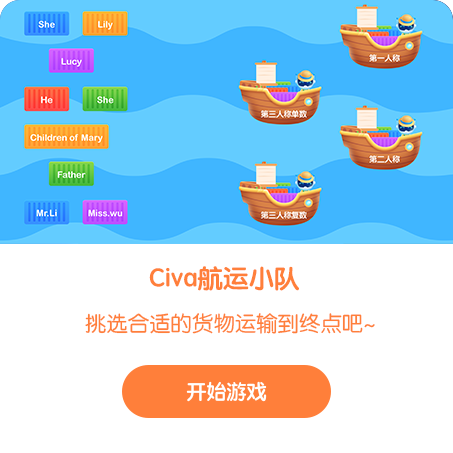 She Lily
Lucy
He She
Children of Mary
Father
Mr.Li Miss.wu
第一人称
第三人称单数
第二人称
第三人称复数
Civa航运小队
挑选合适的货物运输到终点吧~
开始游戏